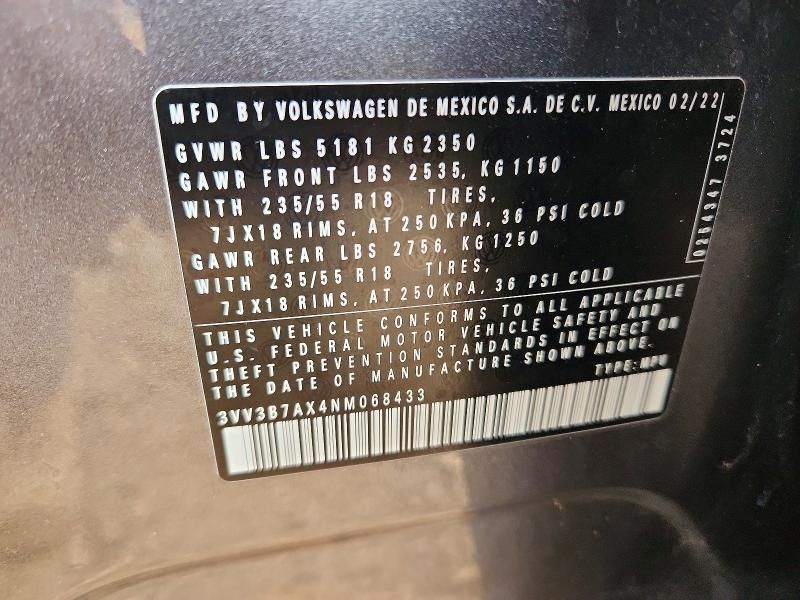 MFD BY VOLKSWAGEN DE MEXICO S.A. DE C.V. MEXICO 02/22
GVWR LBS 5181 KG 2350
GAWR FRONT LBS 2535, KG 1150
WITH 235/55 R18 TIRES,
7JX18 RIMS, AT 250 KPA, 36 PSI COLD
GAWR REAR LBS 2756, KG 1250
WITH 235/55 R18 TIRES,
7JX18 RIMS, AT 250 KPA, 36 PSI COLD
0254347 3724
THIS VEHICLE CONFORMS TO ALL APPLICABLE
U.S. FEDERAL MOTOR VEHICLE SAFETY AND
THEFT PREVENTION STANDARDS IN EFFECT ON
THE DATE OF MANUFACTURE SHOWN ABOVE.
TYPE: MPV
3VV3B7AX4NM068433